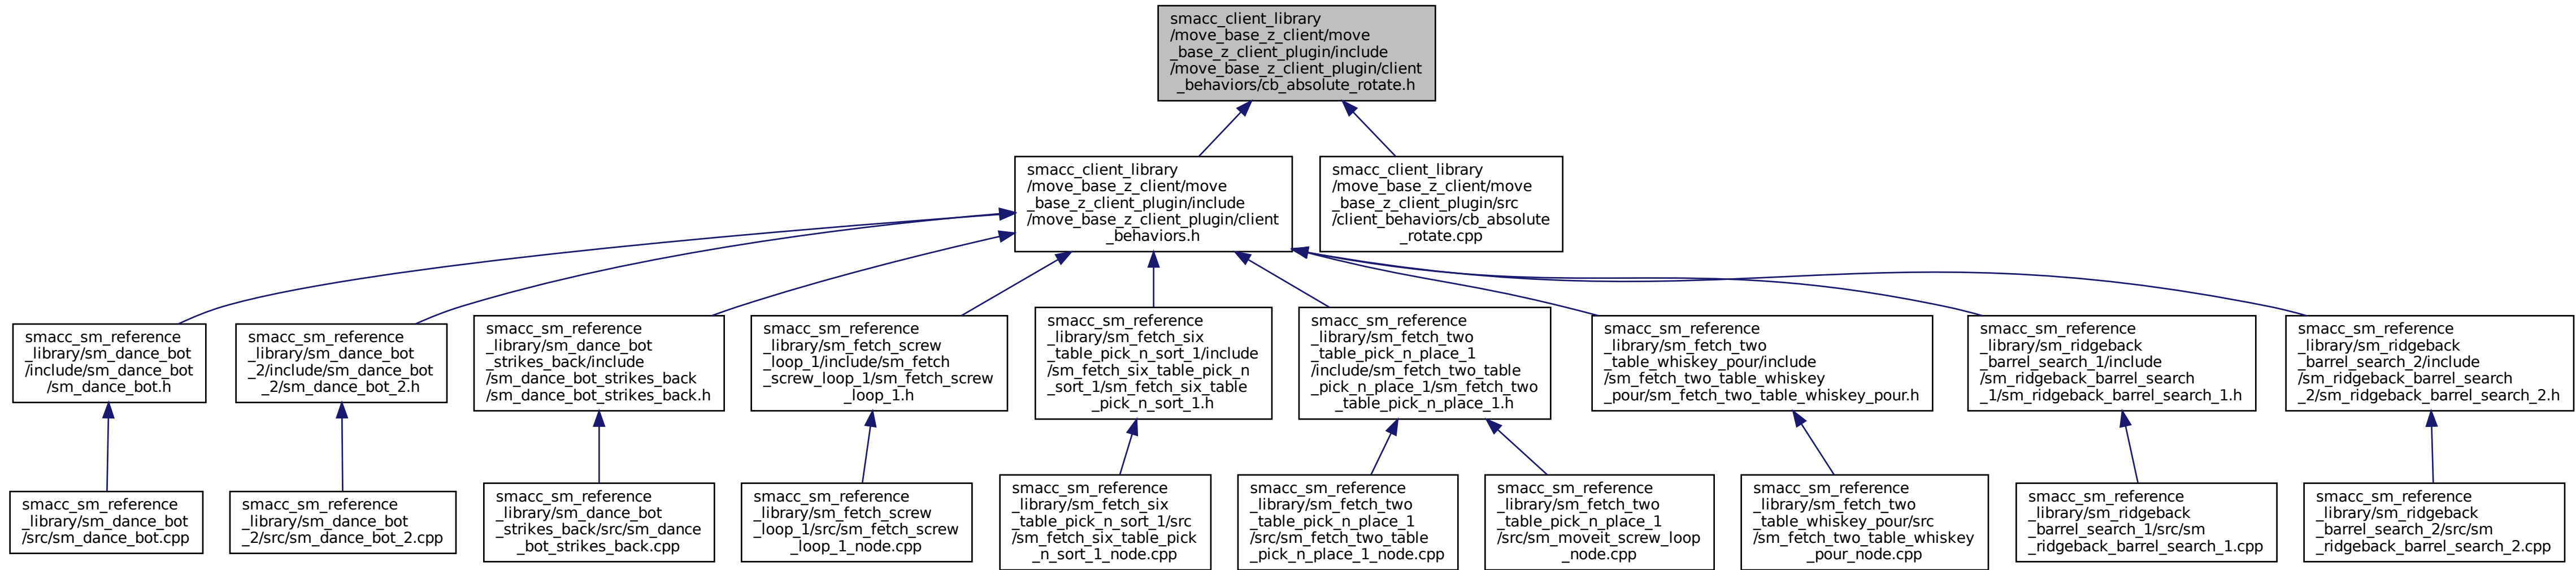 smacc_client_library
/move_base_z_client/move
_base_z_client_plugin/include
/move_base_z_client_plugin/client
_behaviors/cb_absolute_rotate.h
smacc_client_library
/move_base_z_client/move
_base_z_client_plugin/include
/move_base_z_client_plugin/client
_behaviors.h
smacc_client_library
/move_base_z_client/move
_base_z_client_plugin/src
/client_behaviors/cb_absolute
_rotate.cpp
smacc_sm_reference
_library/sm_dance_bot
/include/sm_dance_bot
/sm_dance_bot.h
smacc_sm_reference
_library/sm_dance_bot
_2/include/sm_dance_bot
_2/sm_dance_bot_2.h
smacc_sm_reference
_library/sm_dance_bot
_strikes_back/include
/sm_dance_bot_strikes_back
/sm_dance_bot_strikes_back.h
smacc_sm_reference
_library/sm_fetch_screw
_loop_1/include/sm_fetch
_screw_loop_1/sm_fetch_screw
_loop_1.h
smacc_sm_reference
_library/sm_fetch_six
_table_pick_n_sort_1/include
/sm_fetch_six_table_pick_n
_sort_1/sm_fetch_six_table
_pick_n_sort_1.h
smacc_sm_reference
_library/sm_fetch_two
_table_pick_n_place_1
/include/sm_fetch_two_table
_pick_n_place_1/sm_fetch_two
_table_pick_n_place_1.h
smacc_sm_reference
_library/sm_fetch_two
_table_whiskey_pour/include
/sm_fetch_two_table_whiskey
_pour/sm_fetch_two_table_whiskey_pour.h
smacc_sm_reference
_library/sm_ridgeback
_barrel_search_1/include
/sm_ridgeback_barrel_search
_1/sm_ridgeback_barrel_search_1.h
smacc_sm_reference
_library/sm_ridgeback
_barrel_search_2/include
/sm_ridgeback_barrel_search
_2/sm_ridgeback_barrel_search_2.h
smacc_sm_reference
_library/sm_dance_bot
/src/sm_dance_bot.cpp
smacc_sm_reference
_library/sm_dance_bot
_2/src/sm_dance_bot_2.cpp
smacc_sm_reference
_library/sm_dance_bot
_strikes_back/src/sm_dance
_bot_strikes_back.cpp
smacc_sm_reference
_library/sm_fetch_screw
_loop_1/src/sm_fetch_screw
_loop_1_node.cpp
smacc_sm_reference
_library/sm_fetch_six
_table_pick_n_sort_1/src
/sm_fetch_six_table_pick
_n_sort_1_node.cpp
smacc_sm_reference
_library/sm_fetch_two
_table_pick_n_place_1
/src/sm_fetch_two_table
_pick_n_place_1_node.cpp
smacc_sm_reference
_library/sm_fetch_two
_table_pick_n_place_1
/src/sm_moveit_screw_loop
_node.cpp
smacc_sm_reference
_library/sm_fetch_two
_table_whiskey_pour/src
/sm_fetch_two_table_whiskey
_pour_node.cpp
smacc_sm_reference
_library/sm_ridgeback
_barrel_search_1/src/sm
_ridgeback_barrel_search_1.cpp
smacc_sm_reference
_library/sm_ridgeback
_barrel_search_2/src/sm
_ridgeback_barrel_search_2.cpp